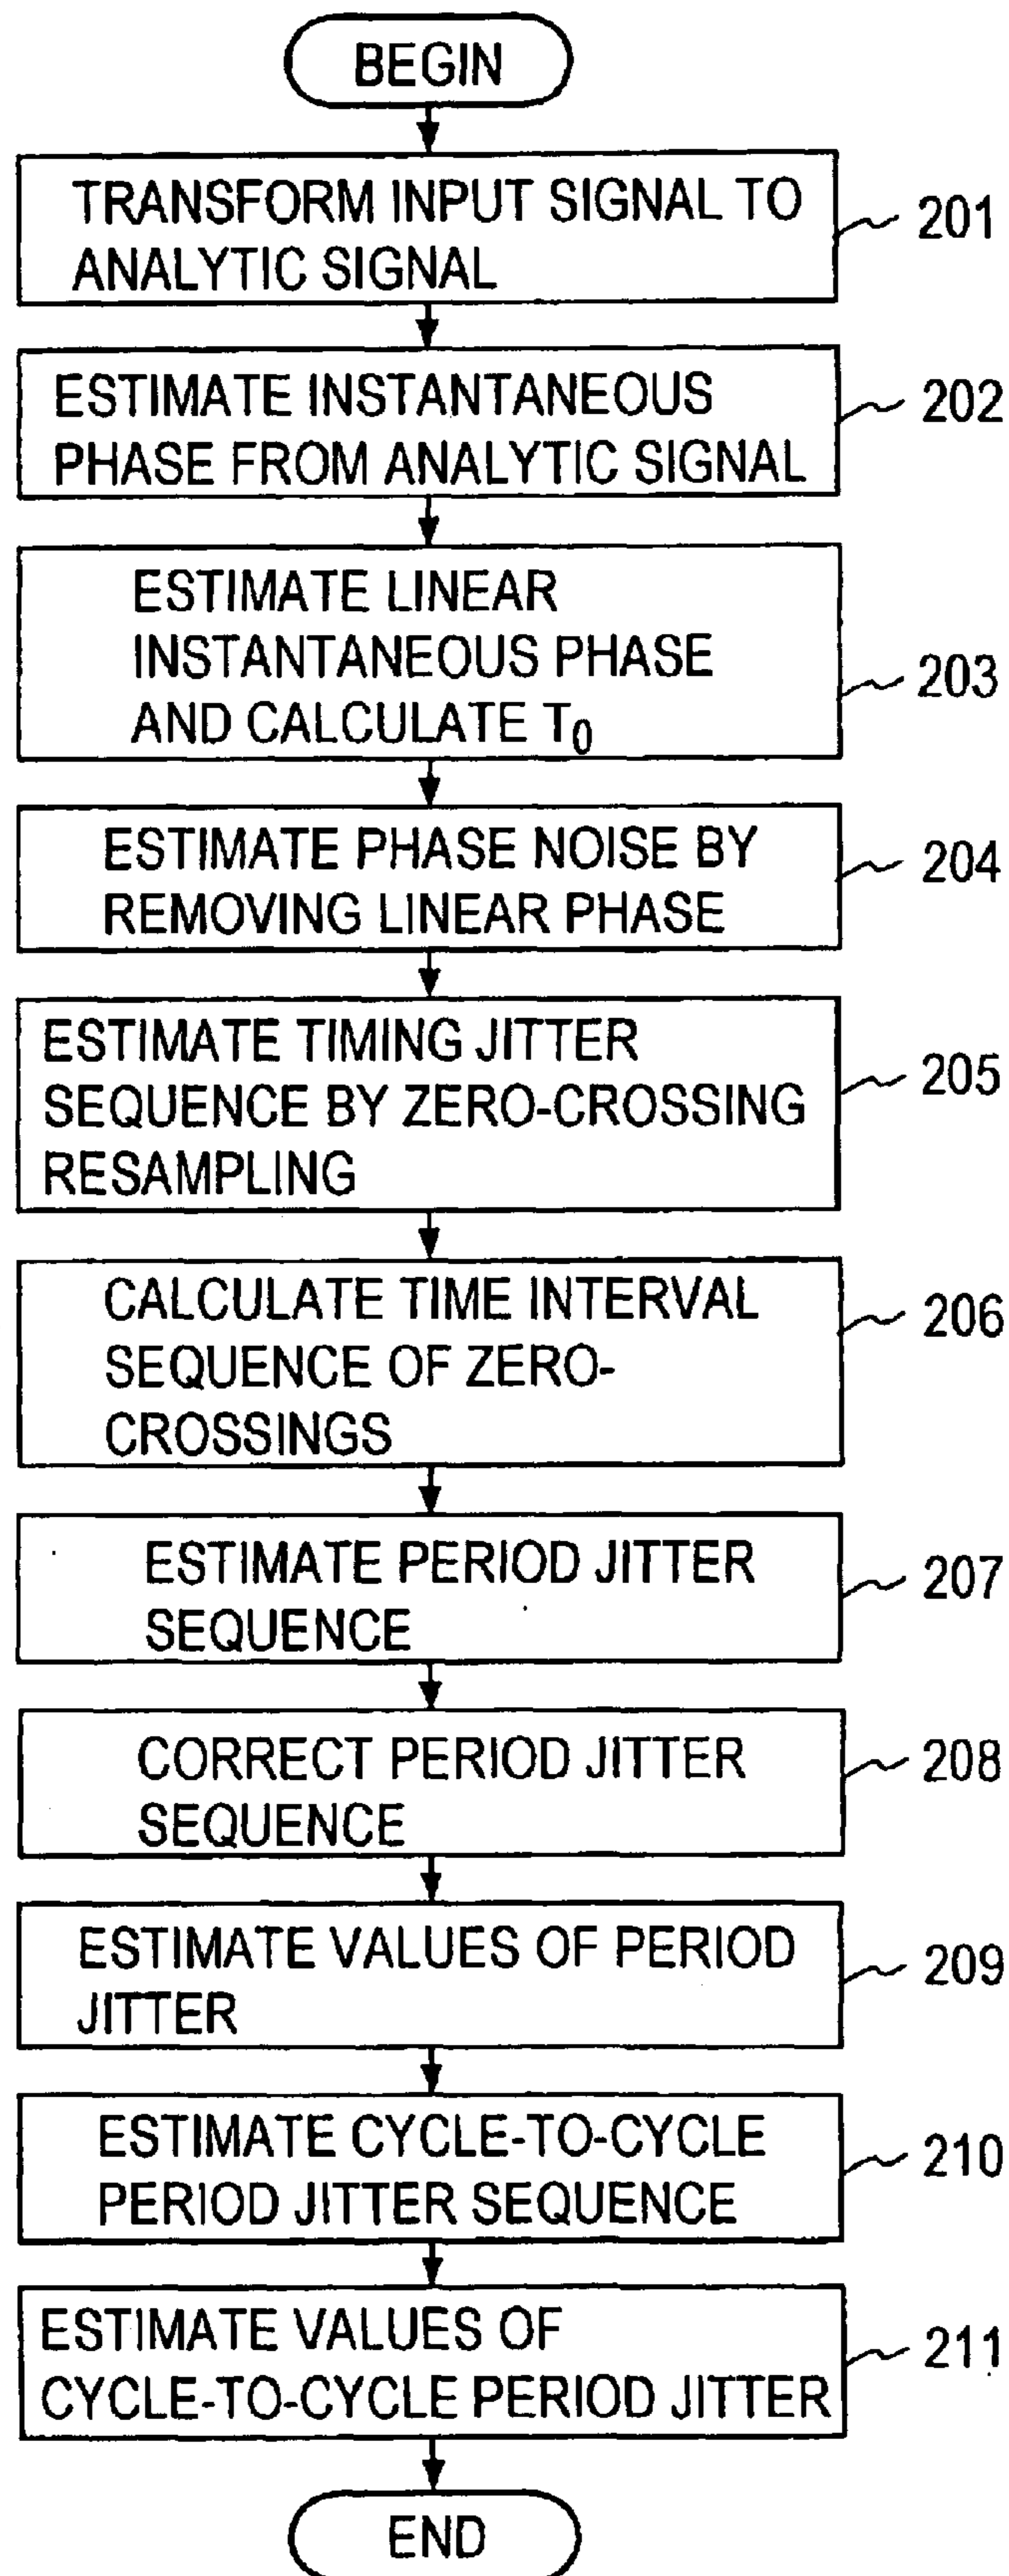 BEGIN
TRANSFORM INPUT SIGNAL TO
ANALYTIC SIGNAL
201
ESTIMATE INSTANTANEOUS
PHASE FROM ANALYTIC SIGNAL
202
ESTIMATE LINEAR
INSTANTANEOUS PHASE
AND CALCULATE T₀
203
ESTIMATE PHASE NOISE BY
REMOVING LINEAR PHASE
204
ESTIMATE TIMING JITTER
SEQUENCE BY ZERO-CROSSING
RESAMPLING
205
CALCULATE TIME INTERVAL
SEQUENCE OF ZERO-
CROSSINGS
206
ESTIMATE PERIOD JITTER
SEQUENCE
207
CORRECT PERIOD JITTER
SEQUENCE
208
ESTIMATE VALUES OF PERIOD
JITTER
209
ESTIMATE CYCLE-TO-CYCLE
PERIOD JITTER SEQUENCE
210
ESTIMATE VALUES OF
CYCLE-TO-CYCLE PERIOD JITTER
211
END